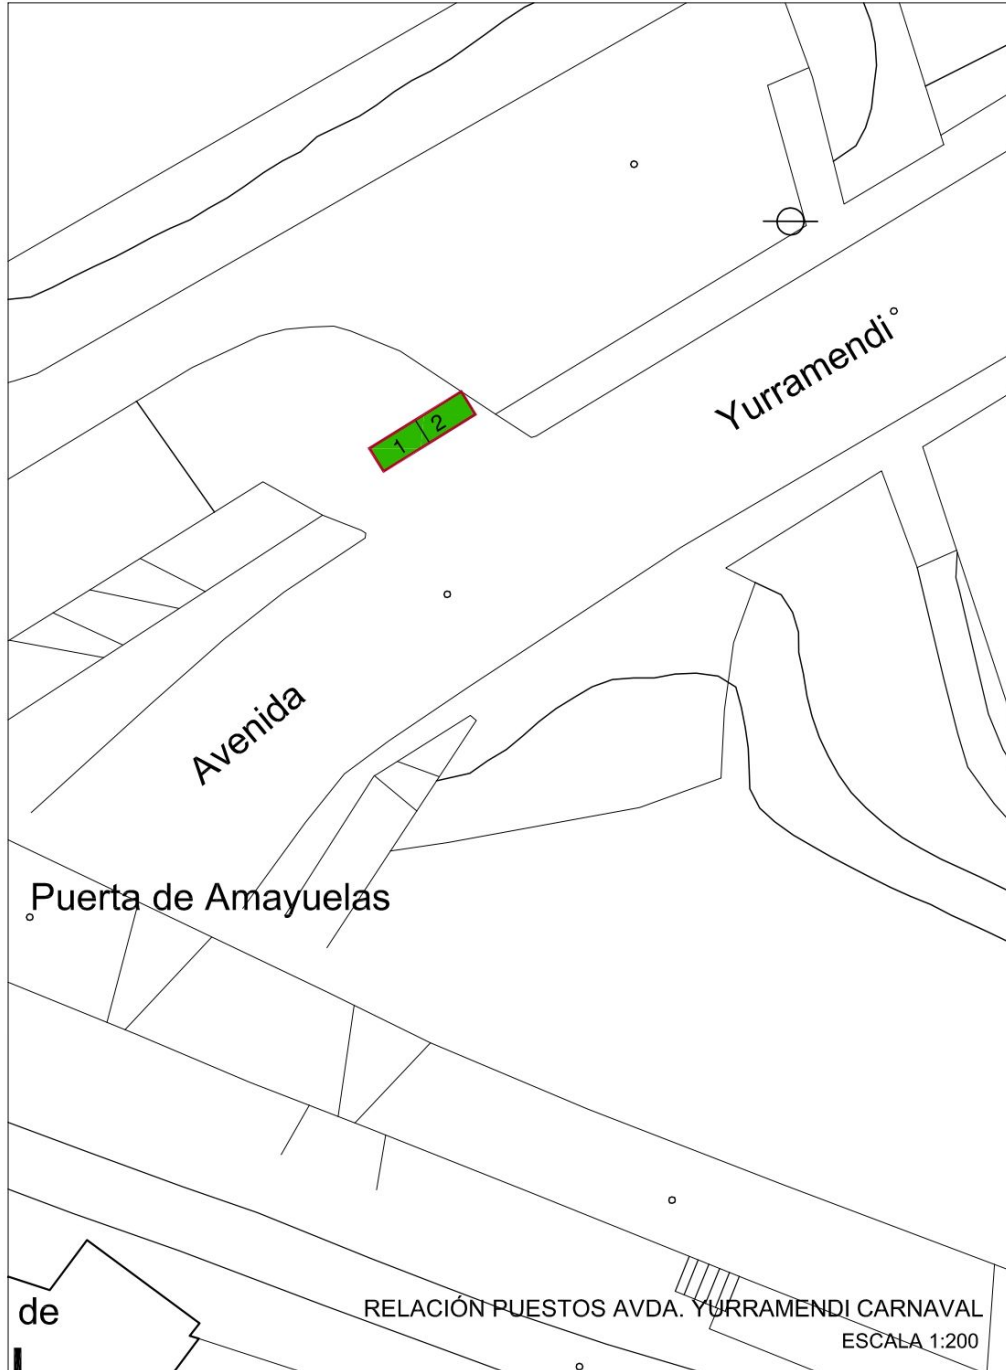 Yurramendi
1
2
Avenida
Puerta de Amayuelas
de
RELACIÓN PUESTOS AVDA. YURRAMENDI CARNAVAL
ESCALA 1:200